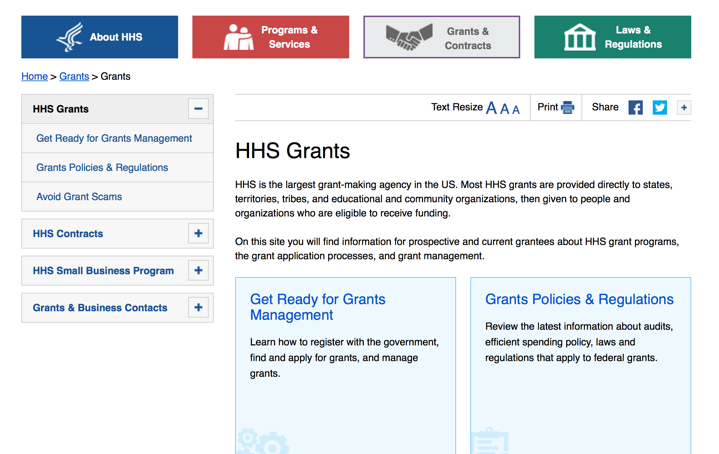 About HHS
Programs &
Services
Grants &
Contracts
Laws &
Regulations
Home > Grants > Grants
HHS Grants
Get Ready for Grants Management
Grants Policies & Regulations
Avoid Grant Scams
HHS Contracts
HHS Small Business Program
Grants & Business Contacts
Text Resize A A A Print Share
HHS Grants
HHS is the largest grant-making agency in the US. Most HHS grants are provided directly to states,
territories, tribes, and educational and community organizations, then given to people and
organizations who are eligible to receive funding.
On this site you will find information for prospective and current grantees about HHS grant programs,
the grant application processes, and grant management.
Get Ready for Grants
Management
Learn how to register with the government,
find and apply for grants, and manage
grants.
Grants Policies & Regulations
Review the latest information about audits,
efficient spending policy, laws and
regulations that apply to federal grants.